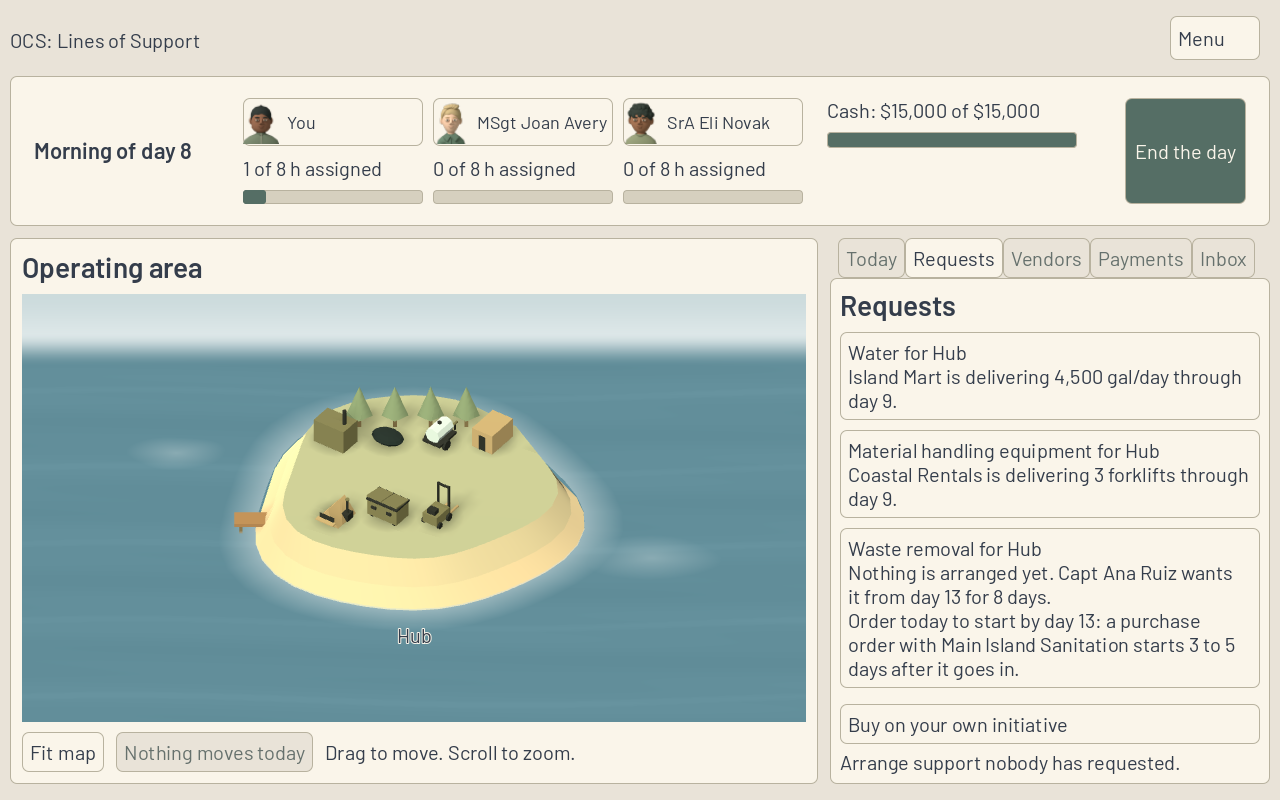 OCS: Lines of Support
Menu
Morning of day 8
You
MSgt Joan Avery
SrA Eli Novak
1 of 8 h assigned
0 of 8 h assigned
0 of 8 h assigned
Cash: $15,000 of $15,000
End the day
Operating area
Hub
Fit map
Nothing moves today
Drag to move. Scroll to zoom.
Today
Requests
Vendors
Payments
Inbox
Requests
Water for Hub
Island Mart is delivering 4,500 gal/day through
day 9.
Material handling equipment for Hub
Coastal Rentals is delivering 3 forklifts through
day 9.
Waste removal for Hub
Nothing is arranged yet. Capt Ana Ruiz wants
it from day 13 for 8 days.
Order today to start by day 13: a purchase
order with Main Island Sanitation starts 3 to 5
days after it goes in.
Buy on your own initiative
Arrange support nobody has requested.